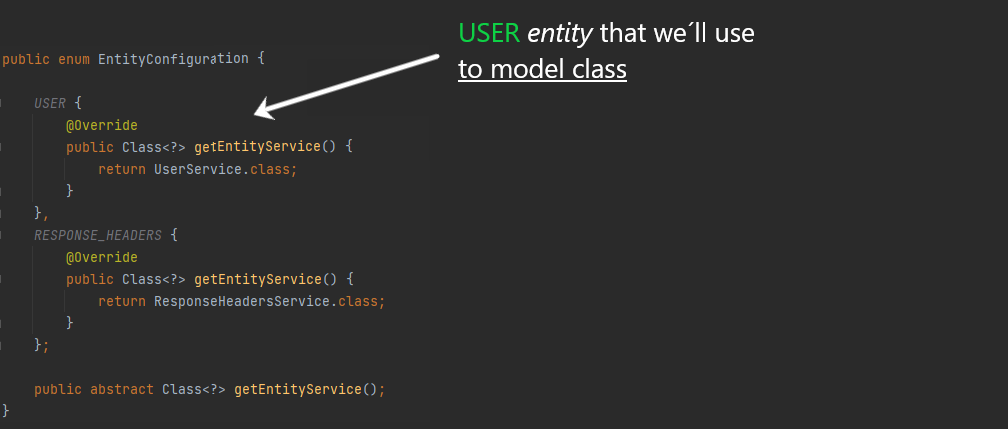 USER entity that we´ll use
to model class
public enum EntityConfiguration {
USER {
@Override
public Class<?> getEntityService() {
return UserService.class;
}
},
RESPONSE_HEADERS {
@Override
public Class<?> getEntityService() {
return ResponseHeadersService.class;
}
};
public abstract Class<?> getEntityService();
}